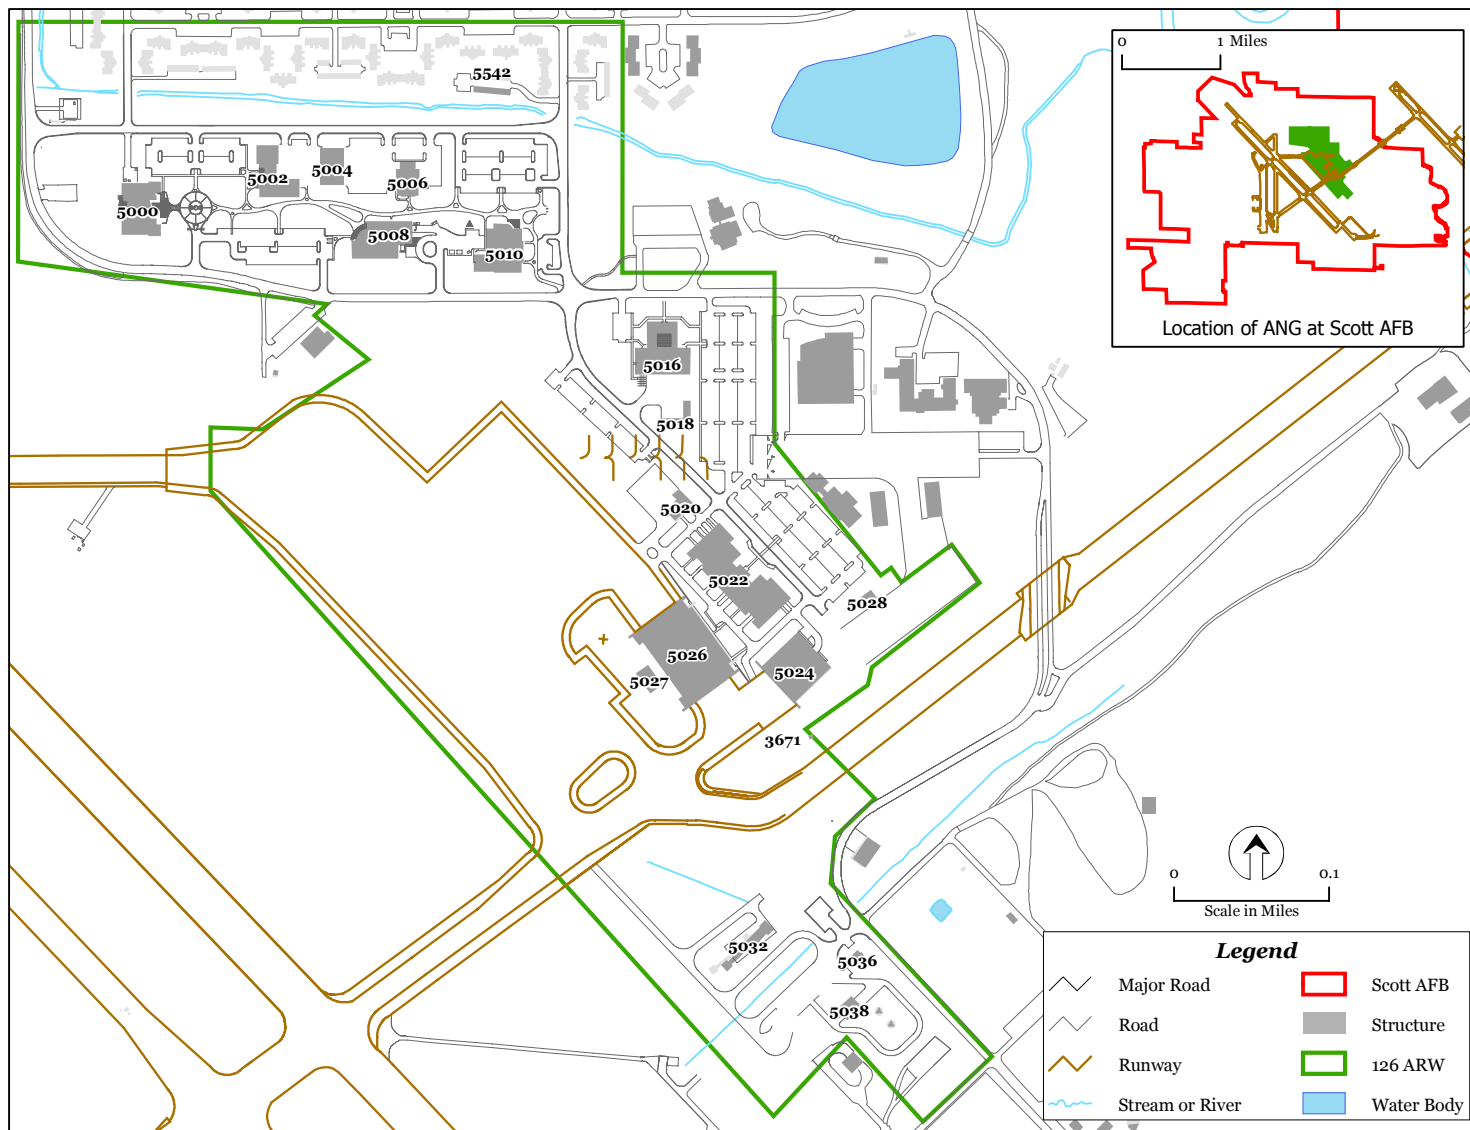 0 1 Miles
Location of ANG at Scott AFB
5542
5002
5004
5006
5000
5008
5010
5016
5018
5020
5022
5028
5026
5027
5024
3671
5032
5036
5038
0 0.1
Scale in Miles
Legend
Major Road
Road
Runway
Stream or River
Scott AFB
Structure
126 ARW
Water Body